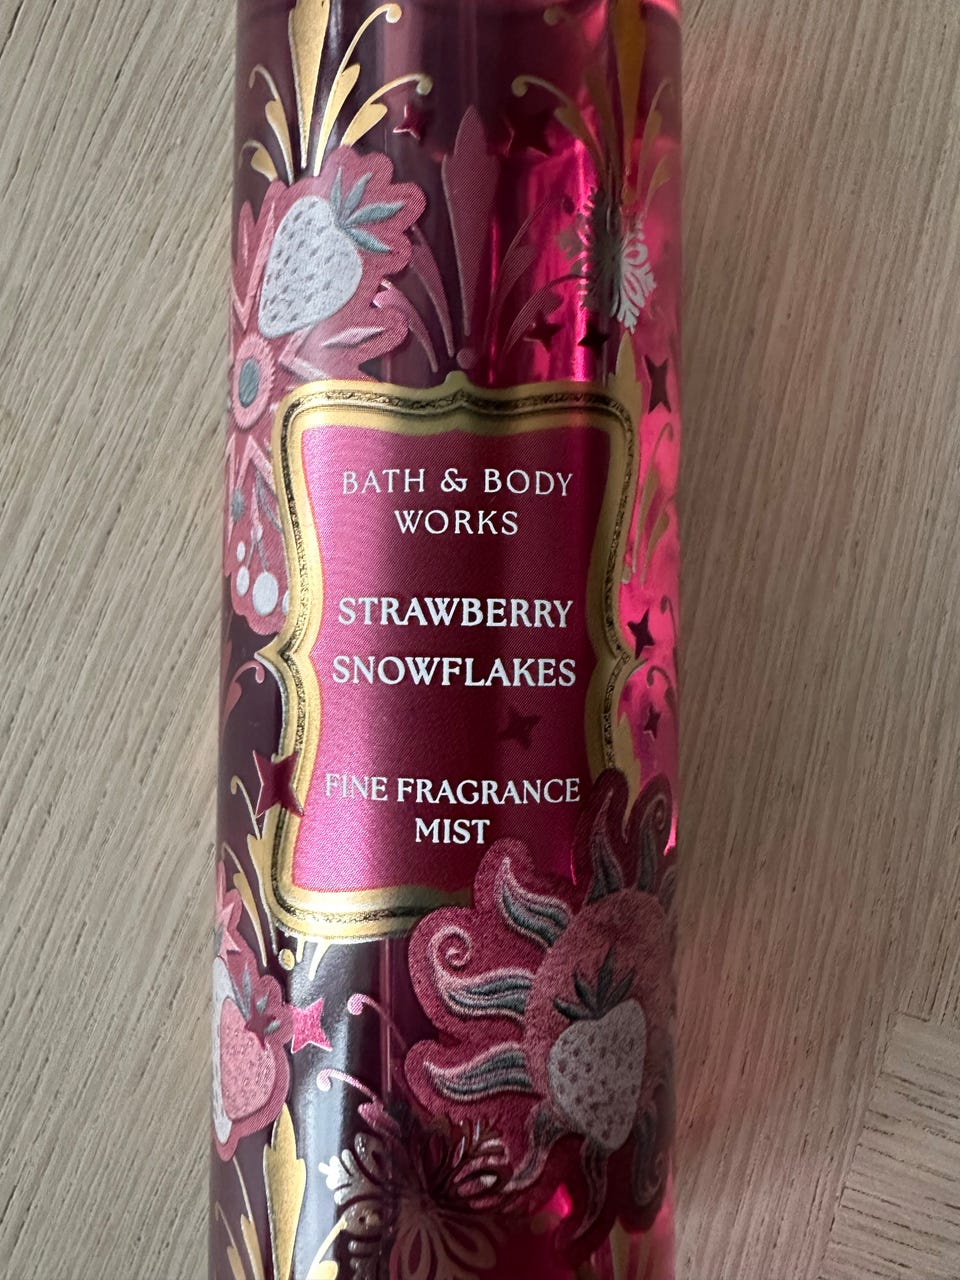 BATH & BODY
WORKS
STRAWBERRY
SNOWFLAKES
FINE FRAGRANCE
MIST